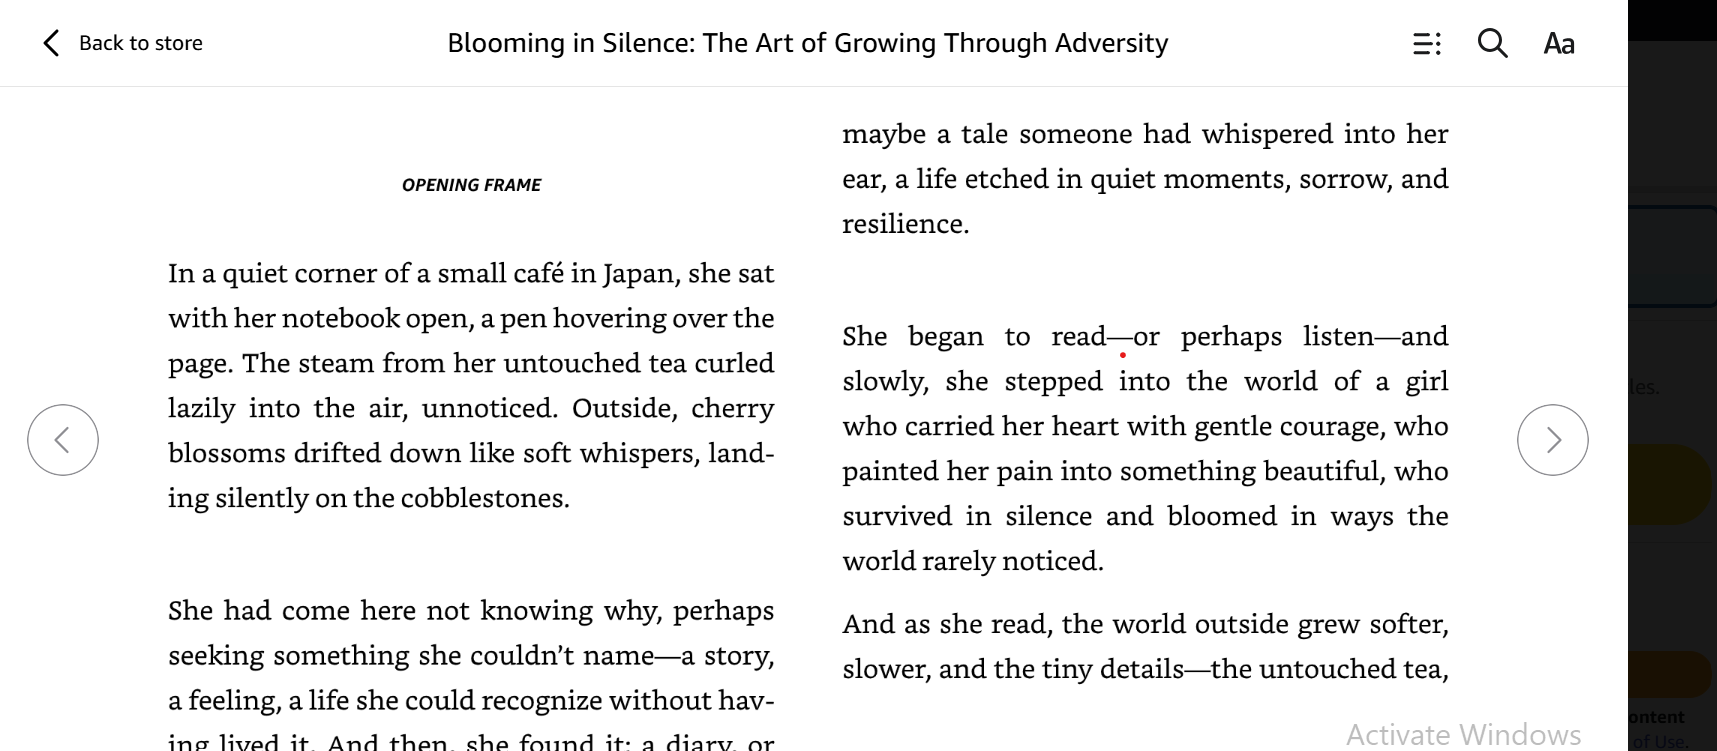 Back to store
Blooming in Silence: The Art of Growing Through Adversity
Aa
OPENING FRAME
In a quiet corner of a small café in Japan, she sat
with her notebook open, a pen hovering over the
page. The steam from her untouched tea curled
lazily into the air, unnoticed. Outside, cherry
blossoms drifted down like soft whispers, land-
ing silently on the cobblestones.
She had come here not knowing why, perhaps
seeking something she couldn’t name—a story,
a feeling, a life she could recognize without hav-
ing lived it. And then, she found it: a diary, or
maybe a tale someone had whispered into her
ear, a life etched in quiet moments, sorrow, and
resilience.
She began to read—or perhaps listen—and
slowly, she stepped into the world of a girl
who carried her heart with gentle courage, who
painted her pain into something beautiful, who
survived in silence and bloomed in ways the
world rarely noticed.
And as she read, the world outside grew softer,
slower, and the tiny details—the untouched tea,
Activate Windows
les.
ontent
of Use.